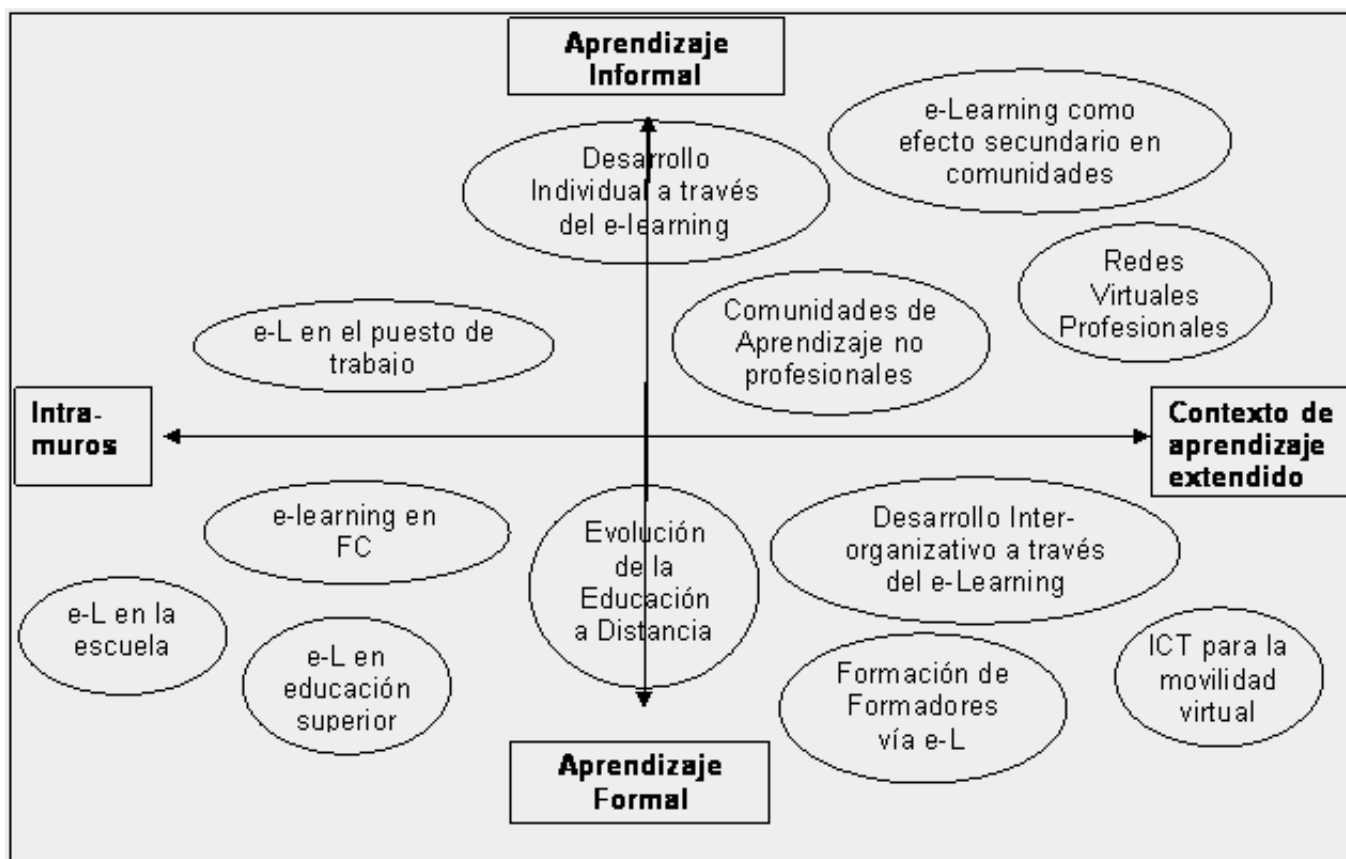 Aprendizaje
Informal
e-Learning como
efecto secundario en
comunidades
Desarrollo
Individual a través
del e-learning
Redes
Virtuales
Profesionales
Comunidades de
Aprendizaje no
profesionales
e-L en el puesto de
trabajo
Intra-
muros
Contexto de
aprendizaje
extendido
e-learning en
FC
Evolución
de la
Educación
a Distancia
Desarrollo Inter-
organizativo a través
del e-Learning
e-L en la
escuela
e-L en
educación
superior
Formación de
Formadores
vía e-L
ICT para la
movilidad
virtual
Aprendizaje
Formal